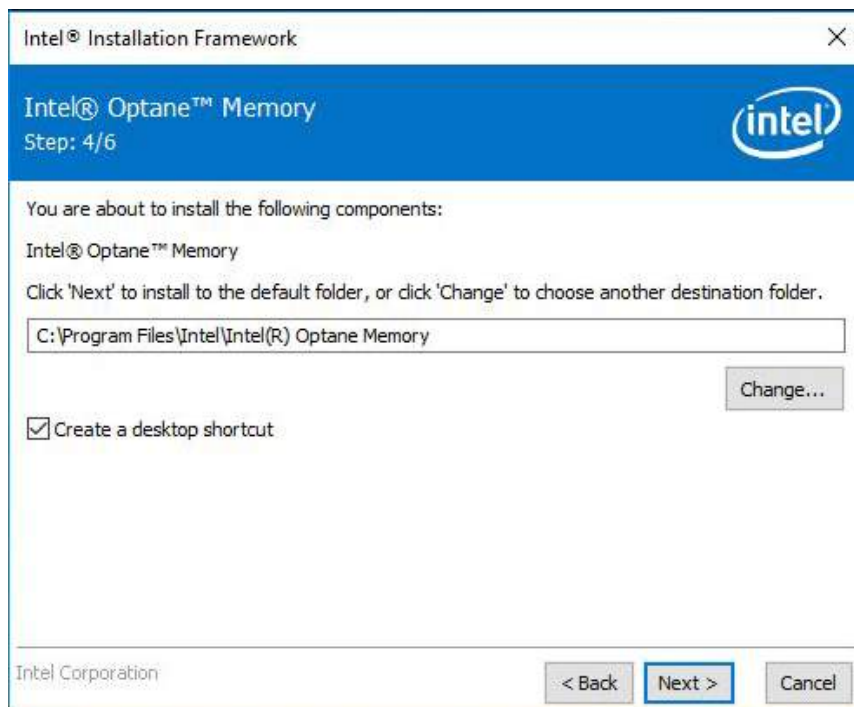 Intel® Installation Framework
Intel® Optane™ Memory
Step: 4/6
intel
You are about to install the following components:
Intel® Optane™ Memory
Click 'Next' to install to the default folder, or click 'Change' to choose another destination folder.
C:\Program Files\Intel\Intel(R) Optane Memory
Change...
Create a desktop shortcut
Intel Corporation
< Back
Next >
Cancel